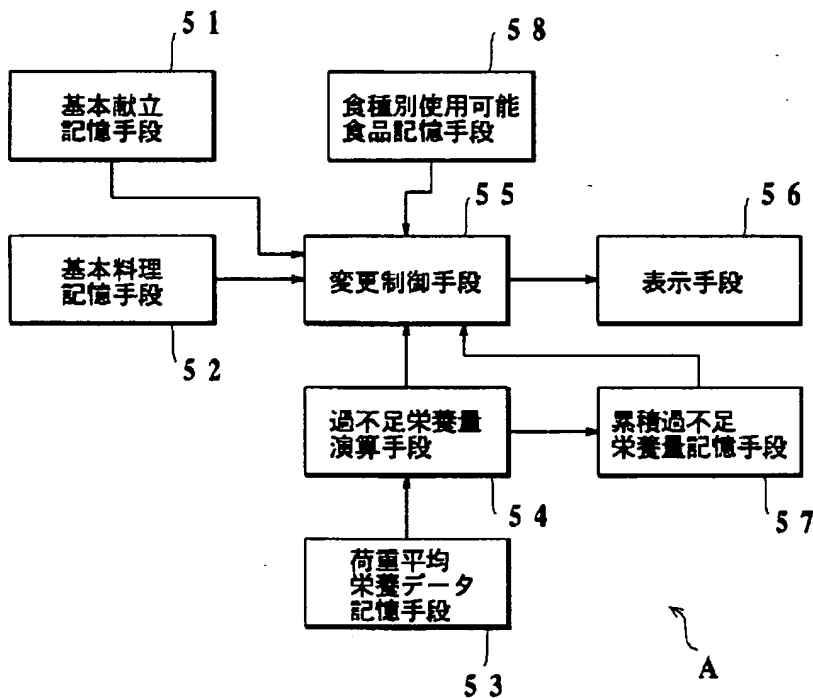 51
基本献立
記憶手段
58
食種別使用可能
食品記憶手段
55
変更制御手段
56
表示手段
基本料理
記憶手段
52
過不足栄養量
演算手段
54
累積過不足
栄養量記憶手段
57
荷重平均
栄養データ
記憶手段
53
A